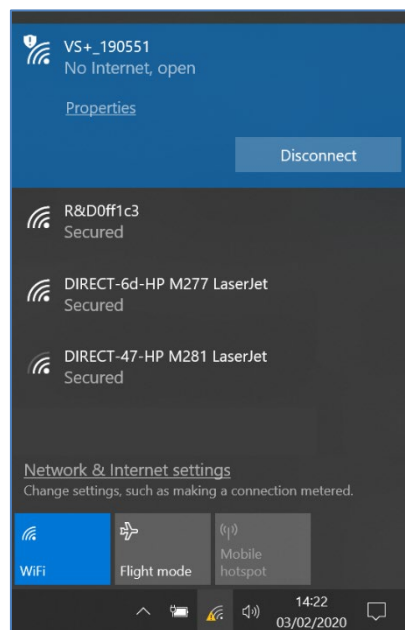 VS+_190551
No Internet, open
Properties
Disconnect
R&D0ff1c3
Secured
DIRECT-6d-HP M277 LaserJet
Secured
DIRECT-47-HP M281 LaserJet
Secured
Network & Internet settings
Change settings, such as making a connection metered.
WiFi
Flight mode
Mobile
hotspot
14:22
03/02/2020